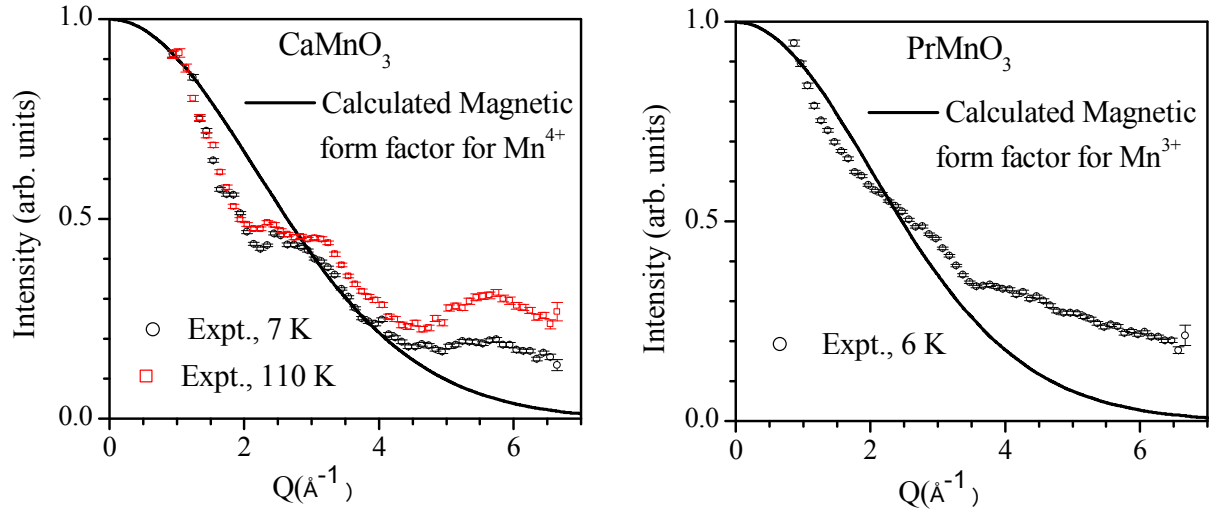 1.0
0.5
0.0
Intensity (arb. units)
CaMnO₃
Calculated Magnetic
form factor for Mn⁴⁺
Expt., 7 K
Expt., 110 K
0 2 4 6
Q(Å⁻¹)
1.0
0.5
0.0
Intensity (arb. units)
PrMnO₃
Calculated Magnetic
form factor for Mn³⁺
Expt., 6 K
0 2 4 6
Q(Å⁻¹)